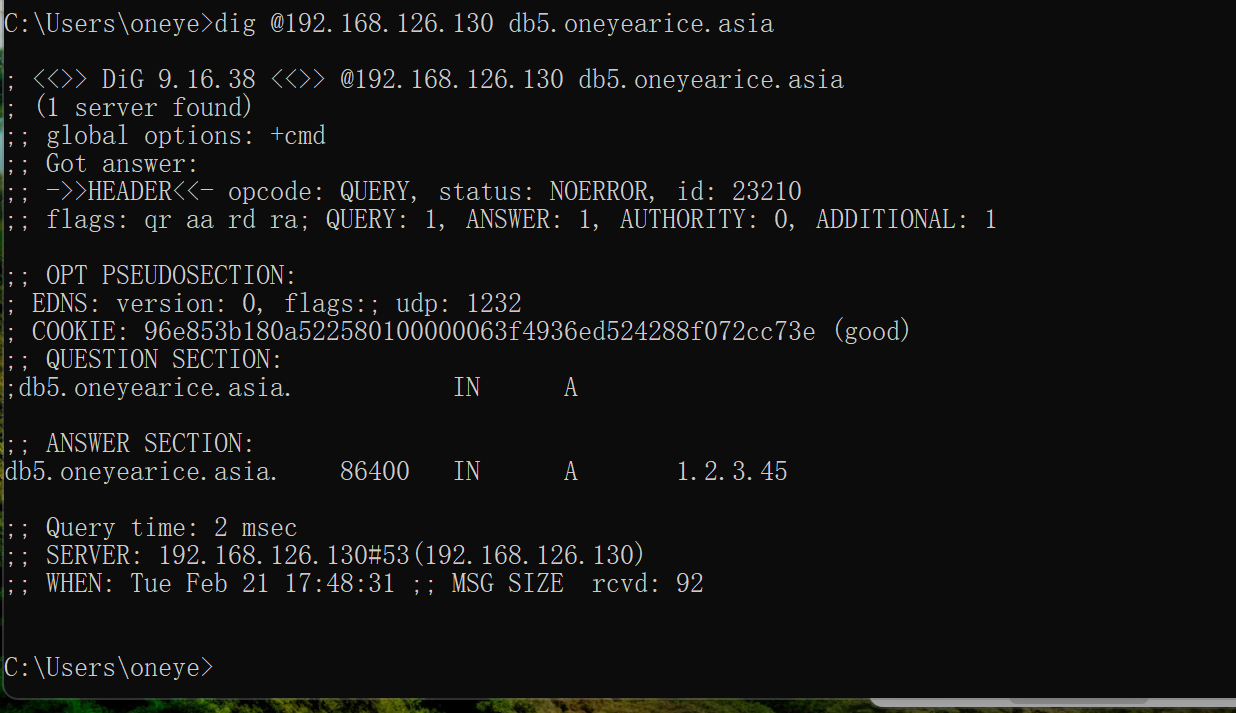 C:\Users\oneye>dig @192.168.126.130 db5.oneyearice.asia
; <<>> DiG 9.16.38 <<>> @192.168.126.130 db5.oneyearice.asia
; (1 server found)
;; global options: +cmd
;; Got answer:
;; ->>HEADER<<- opcode: QUERY, status: NOERROR, id: 23210
;; flags: qr aa rd ra; QUERY: 1, ANSWER: 1, AUTHORITY: 0, ADDITIONAL: 1
;; OPT PSEUDOSECTION:
; EDNS: version: 0, flags:; udp: 1232
; COOKIE: 96e853b180a522580100000063f4936ed524288f072cc73e (good)
;; QUESTION SECTION:
;db5.oneyearice.asia. IN A
;; ANSWER SECTION:
db5.oneyearice.asia. 86400 IN A 1.2.3.45
;; Query time: 2 msec
;; SERVER: 192.168.126.130#53(192.168.126.130)
;; WHEN: Tue Feb 21 17:48:31 ;; MSG SIZE rcvd: 92
C:\Users\oneye>